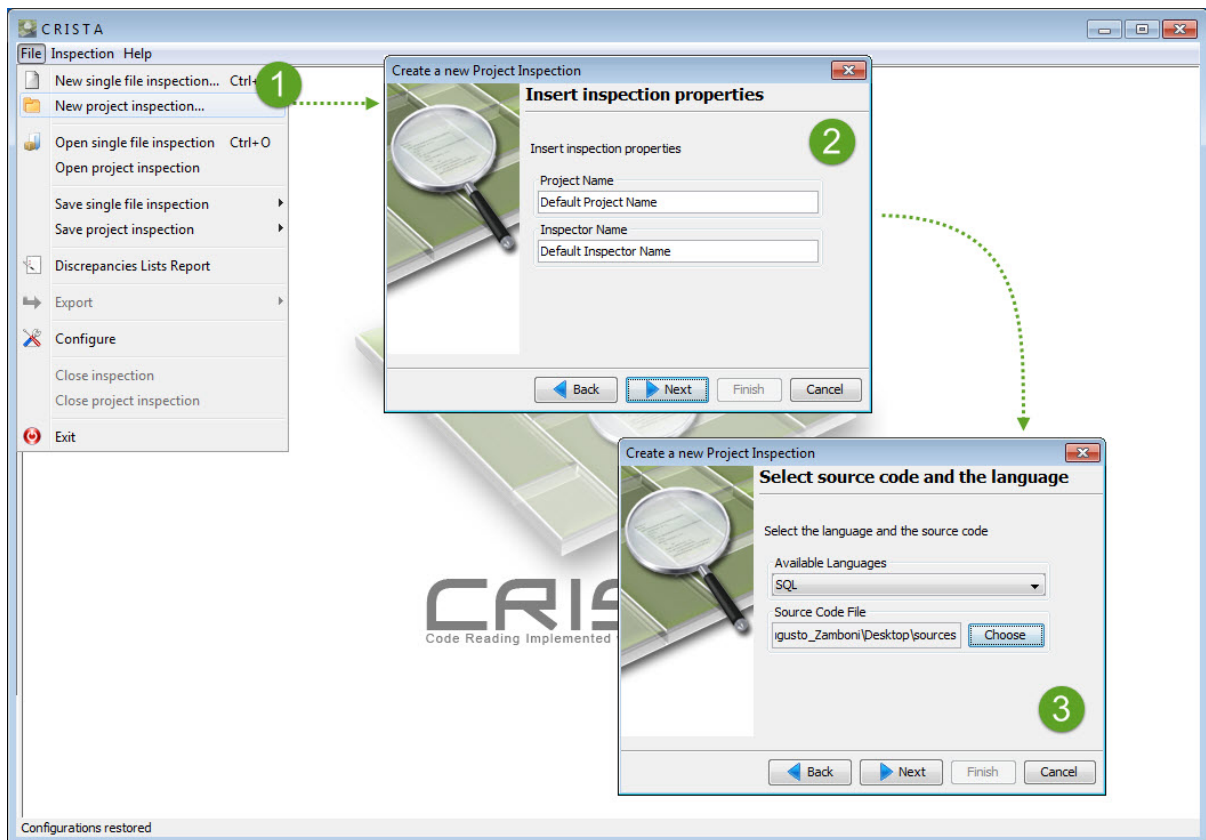 CRISTA
File Inspection Help
New single file inspection... Ctrl+
1
New project inspection...
Open single file inspection Ctrl+O
Open project inspection
Save single file inspection
Save project inspection
Discrepancies Lists Report
Export
Configure
Close inspection
Close project inspection
Exit
Create a new Project Inspection
Insert inspection properties
2
Insert inspection properties
Project Name
Default Project Name
Inspector Name
Default Inspector Name
Back Next Finish Cancel
CRIS
Code Reading Implemented
Create a new Project Inspection
Select source code and the language
Select the language and the source code
Available Languages
SQL
Source Code File
gusto_Zamboni\Desktop\sources Choose
3
Back Next Finish Cancel
Configurations restored